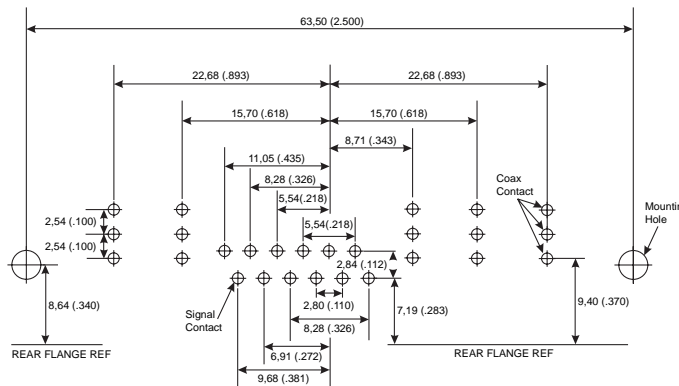 63,50 (2.500)
22,68 (.893)
22,68 (.893)
15,70 (.618)
15,70 (.618)
8,71 (.343)
11,05 (.435)
8,28 (.326)
Coax
Contact
5,54(.218)
Mountin
Hole
2,54 (.100)
5,54(.218)
2,54 (.100)
2,84 (.112)
8,64 (.340)
Signal
Contact
2,80 (.110)
7,19 (.283)
9,40 (.370)
8,28 (.326)
REAR FLANGE REF
REAR FLANGE REF
6,91 (.272)
9,68 (.381)